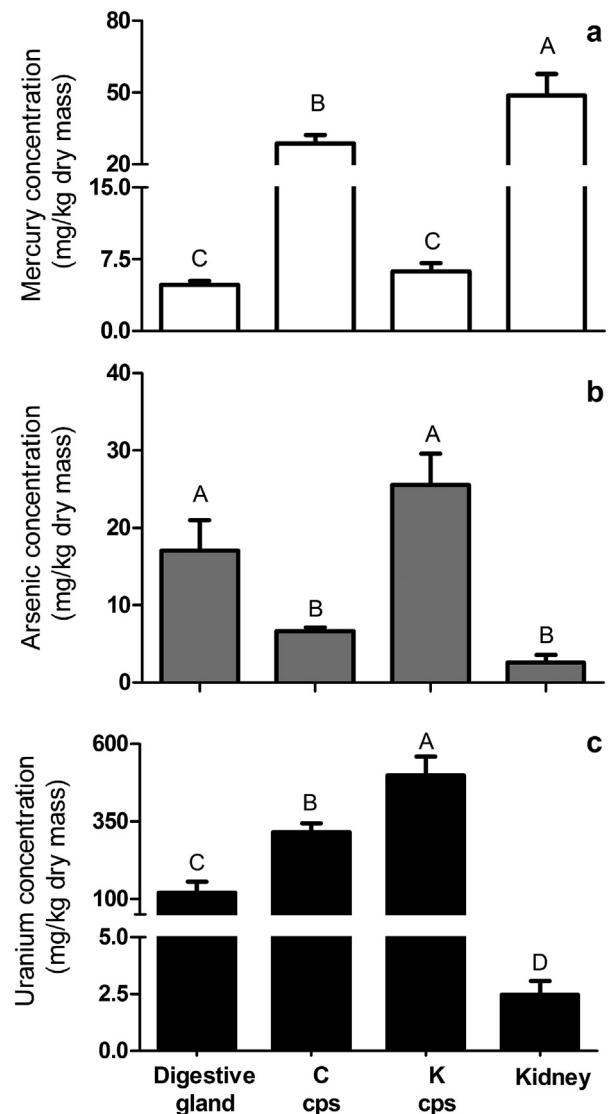 a
Mercury concentration
(mg/kg dry mass)
80
50
20
15.0
7.5
0.0
C
B
C
A
b
Arsenic concentration
(mg/kg dry mass)
40
30
20
10
0
A
B
A
B
c
Uranium concentration
(mg/kg dry mass)
600
350
100
5.0
2.5
0.0
C
B
A
D
Digestive
gland
C
cps
K
cps
Kidney